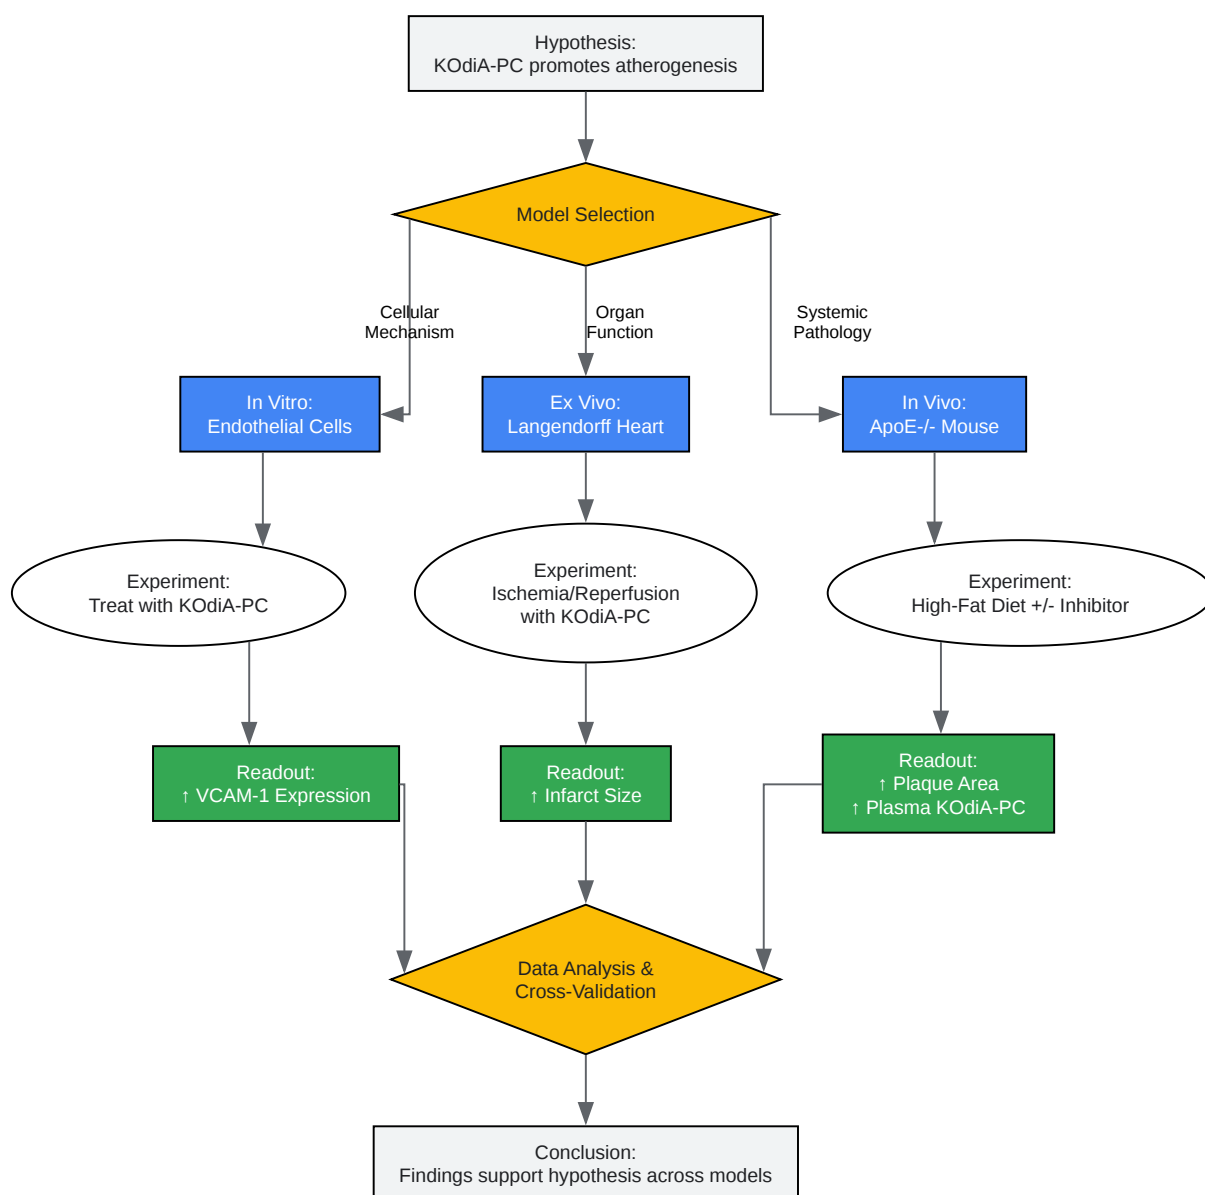 Hypothesis:
KOdiA-PC promotes atherogenesis
Model Selection
Cellular
Mechanism
Organ
Function
Systemic
Pathology
In Vitro:
Endothelial Cells
Ex Vivo:
Langendorff Heart
In Vivo:
ApoE-/- Mouse
Experiment:
Treat with KOdiA-PC
Experiment:
Ischemia/Reperfusion
with KOdiA-PC
Experiment:
High-Fat Diet +/- Inhibitor
Readout:
↑ VCAM-1 Expression
Readout:
↑ Infarct Size
Readout:
↑ Plaque Area
↑ Plasma KOdiA-PC
Data Analysis &
Cross-Validation
Conclusion:
Findings support hypothesis across models